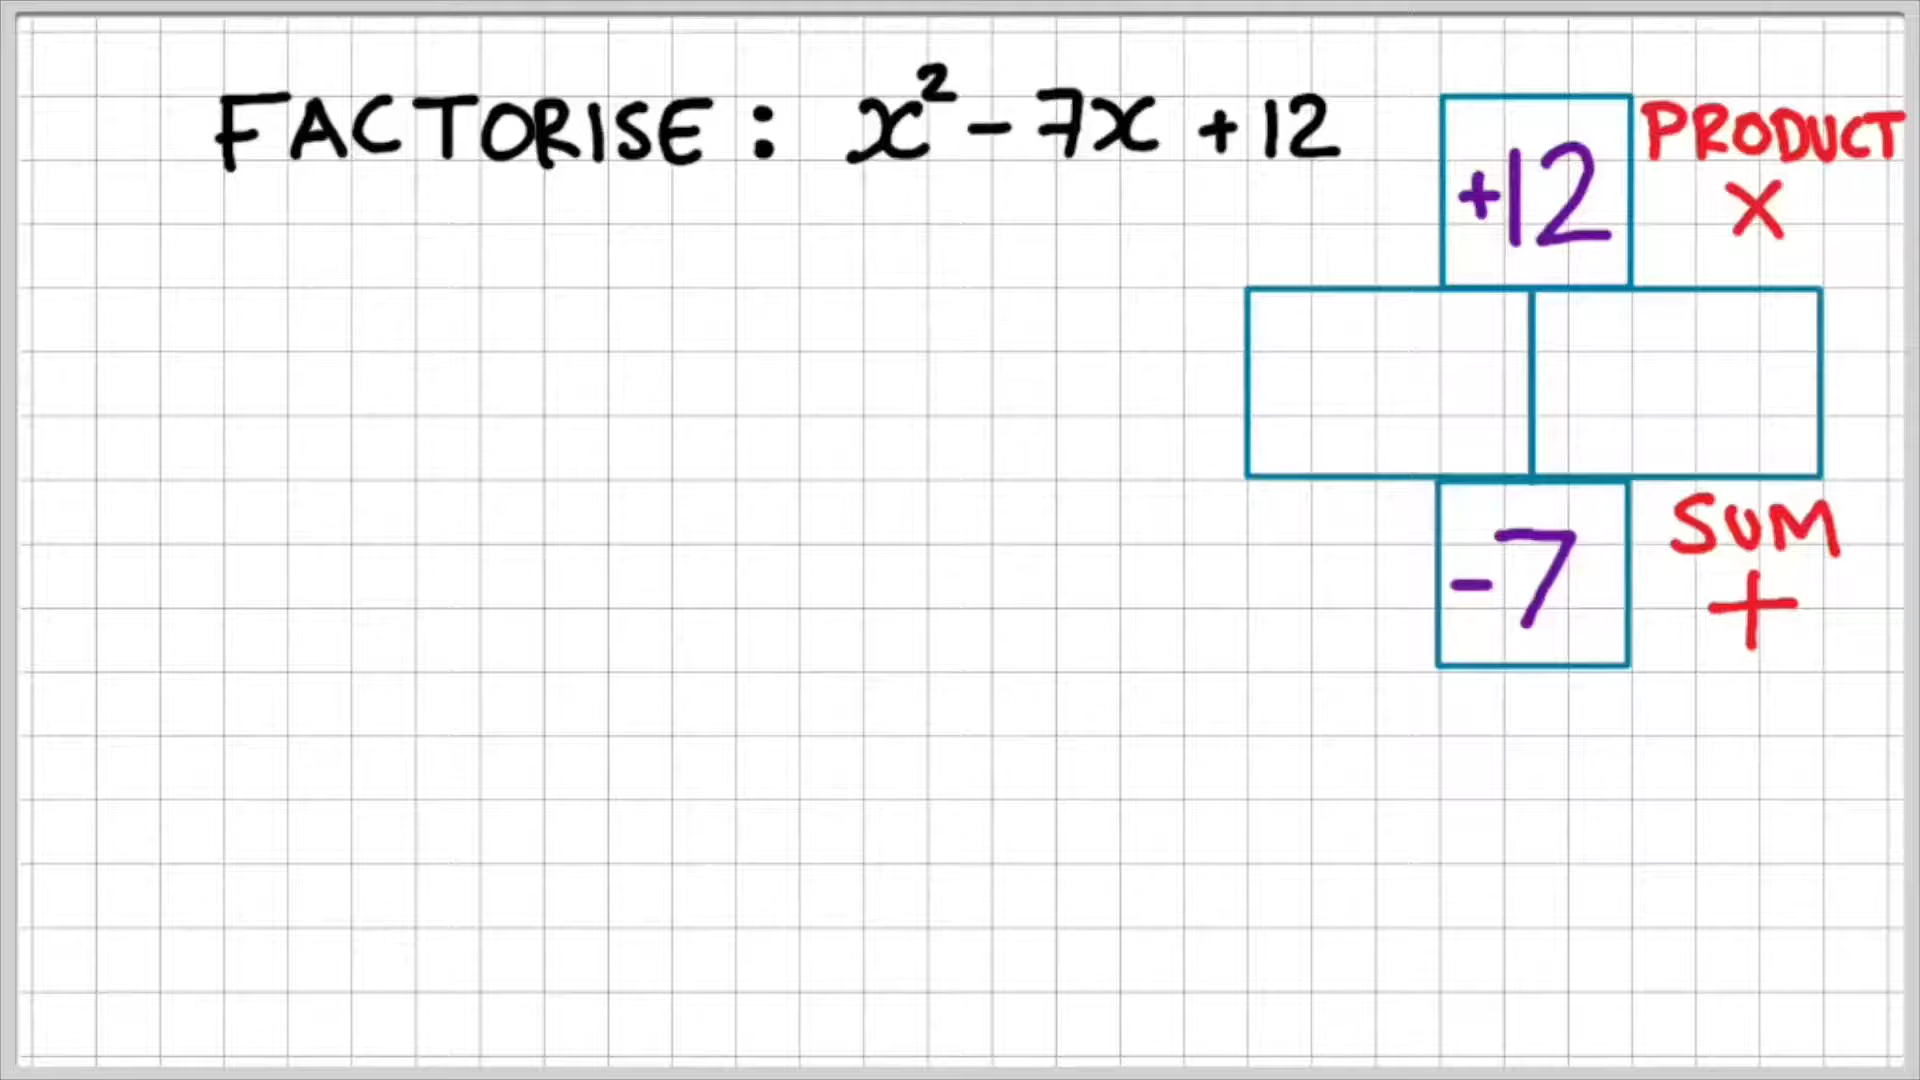 FACTORISE: x² - 7x + 12
+12
PRODUCT
×
-7
SUM
+